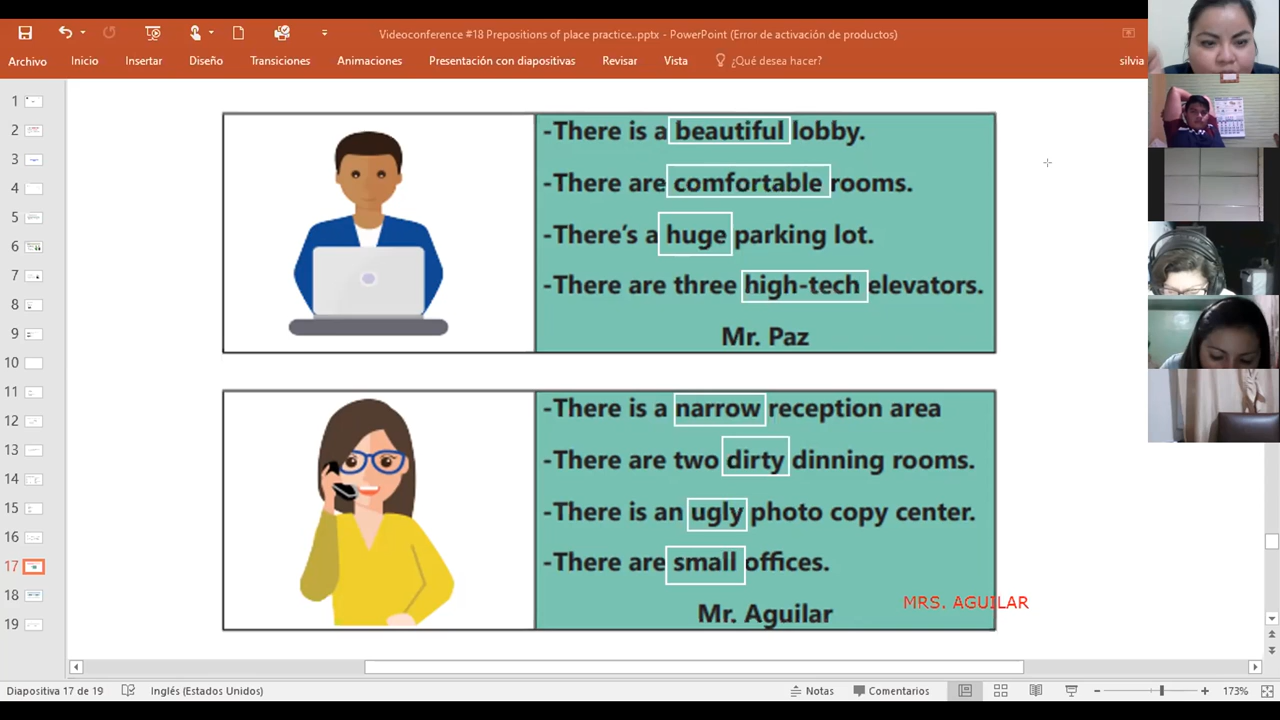 Videoconference #18 Prepositions of place practice..pptx - PowerPoint (Error de activación de productos)
Archivo
Inicio
Insertar
Diseño
Transiciones
Animaciones
Presentación con diapositivas
Revisar
Vista
¿Qué desea hacer?
silvia
1
2
3
4
5
6
7
8
9
10
11
12
13
14
15
16
17
18
19
-There is a beautiful lobby.
-There are comfortable rooms.
-There's a huge parking lot.
-There are three high-tech elevators.
Mr. Paz
-There is a narrow reception area
-There are two dirty dinning rooms.
-There is an ugly photo copy center.
-There are small offices.
MRS. AGUILAR
Mr. Aguilar
Diapositiva 17 de 19
Inglés (Estados Unidos)
Notas
Comentarios
173%